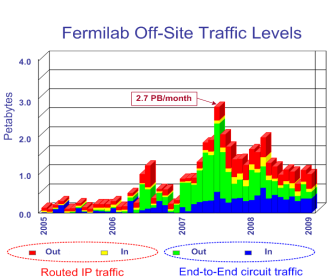 Fermilab Off-Site Traffic Levels
Petabytes
4.0
3.0
2.0
1.0
0.0
2.7 PB/month
2005
2006
2007
2008
2009
Out In
Out In
Routed IP traffic
End-to-End circuit traffic